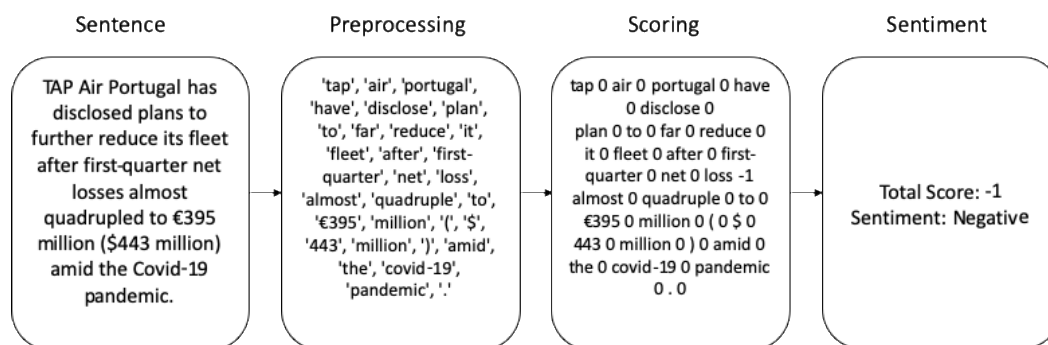 Sentence
Preprocessing
Scoring
Sentiment
TAP Air Portugal has
disclosed plans to
further reduce its fleet
after first-quarter net
losses almost
quadrupled to €395
million ($443 million)
amid the Covid-19
pandemic.
'tap', 'air', 'portugal',
'have', 'disclose', 'plan',
'to', 'far', 'reduce', 'it',
'fleet', 'after', 'first-
quarter', 'net', 'loss',
'almost', 'quadruple', 'to',
'€395', 'million', '(', '$',
'443', 'million', ')', 'amid',
'the', 'covid-19',
'pandemic', '.'
tap 0 air 0 portugal 0 have
0 disclose 0
plan 0 to 0 far 0 reduce 0
it 0 fleet 0 after 0 first-
quarter 0 net 0 loss -1
almost 0 quadruple 0 to 0
€395 0 million 0 ( 0 $ 0
443 0 million 0 ) 0 amid 0
the 0 covid-19 0 pandemic
0 . 0
Total Score: -1
Sentiment: Negative